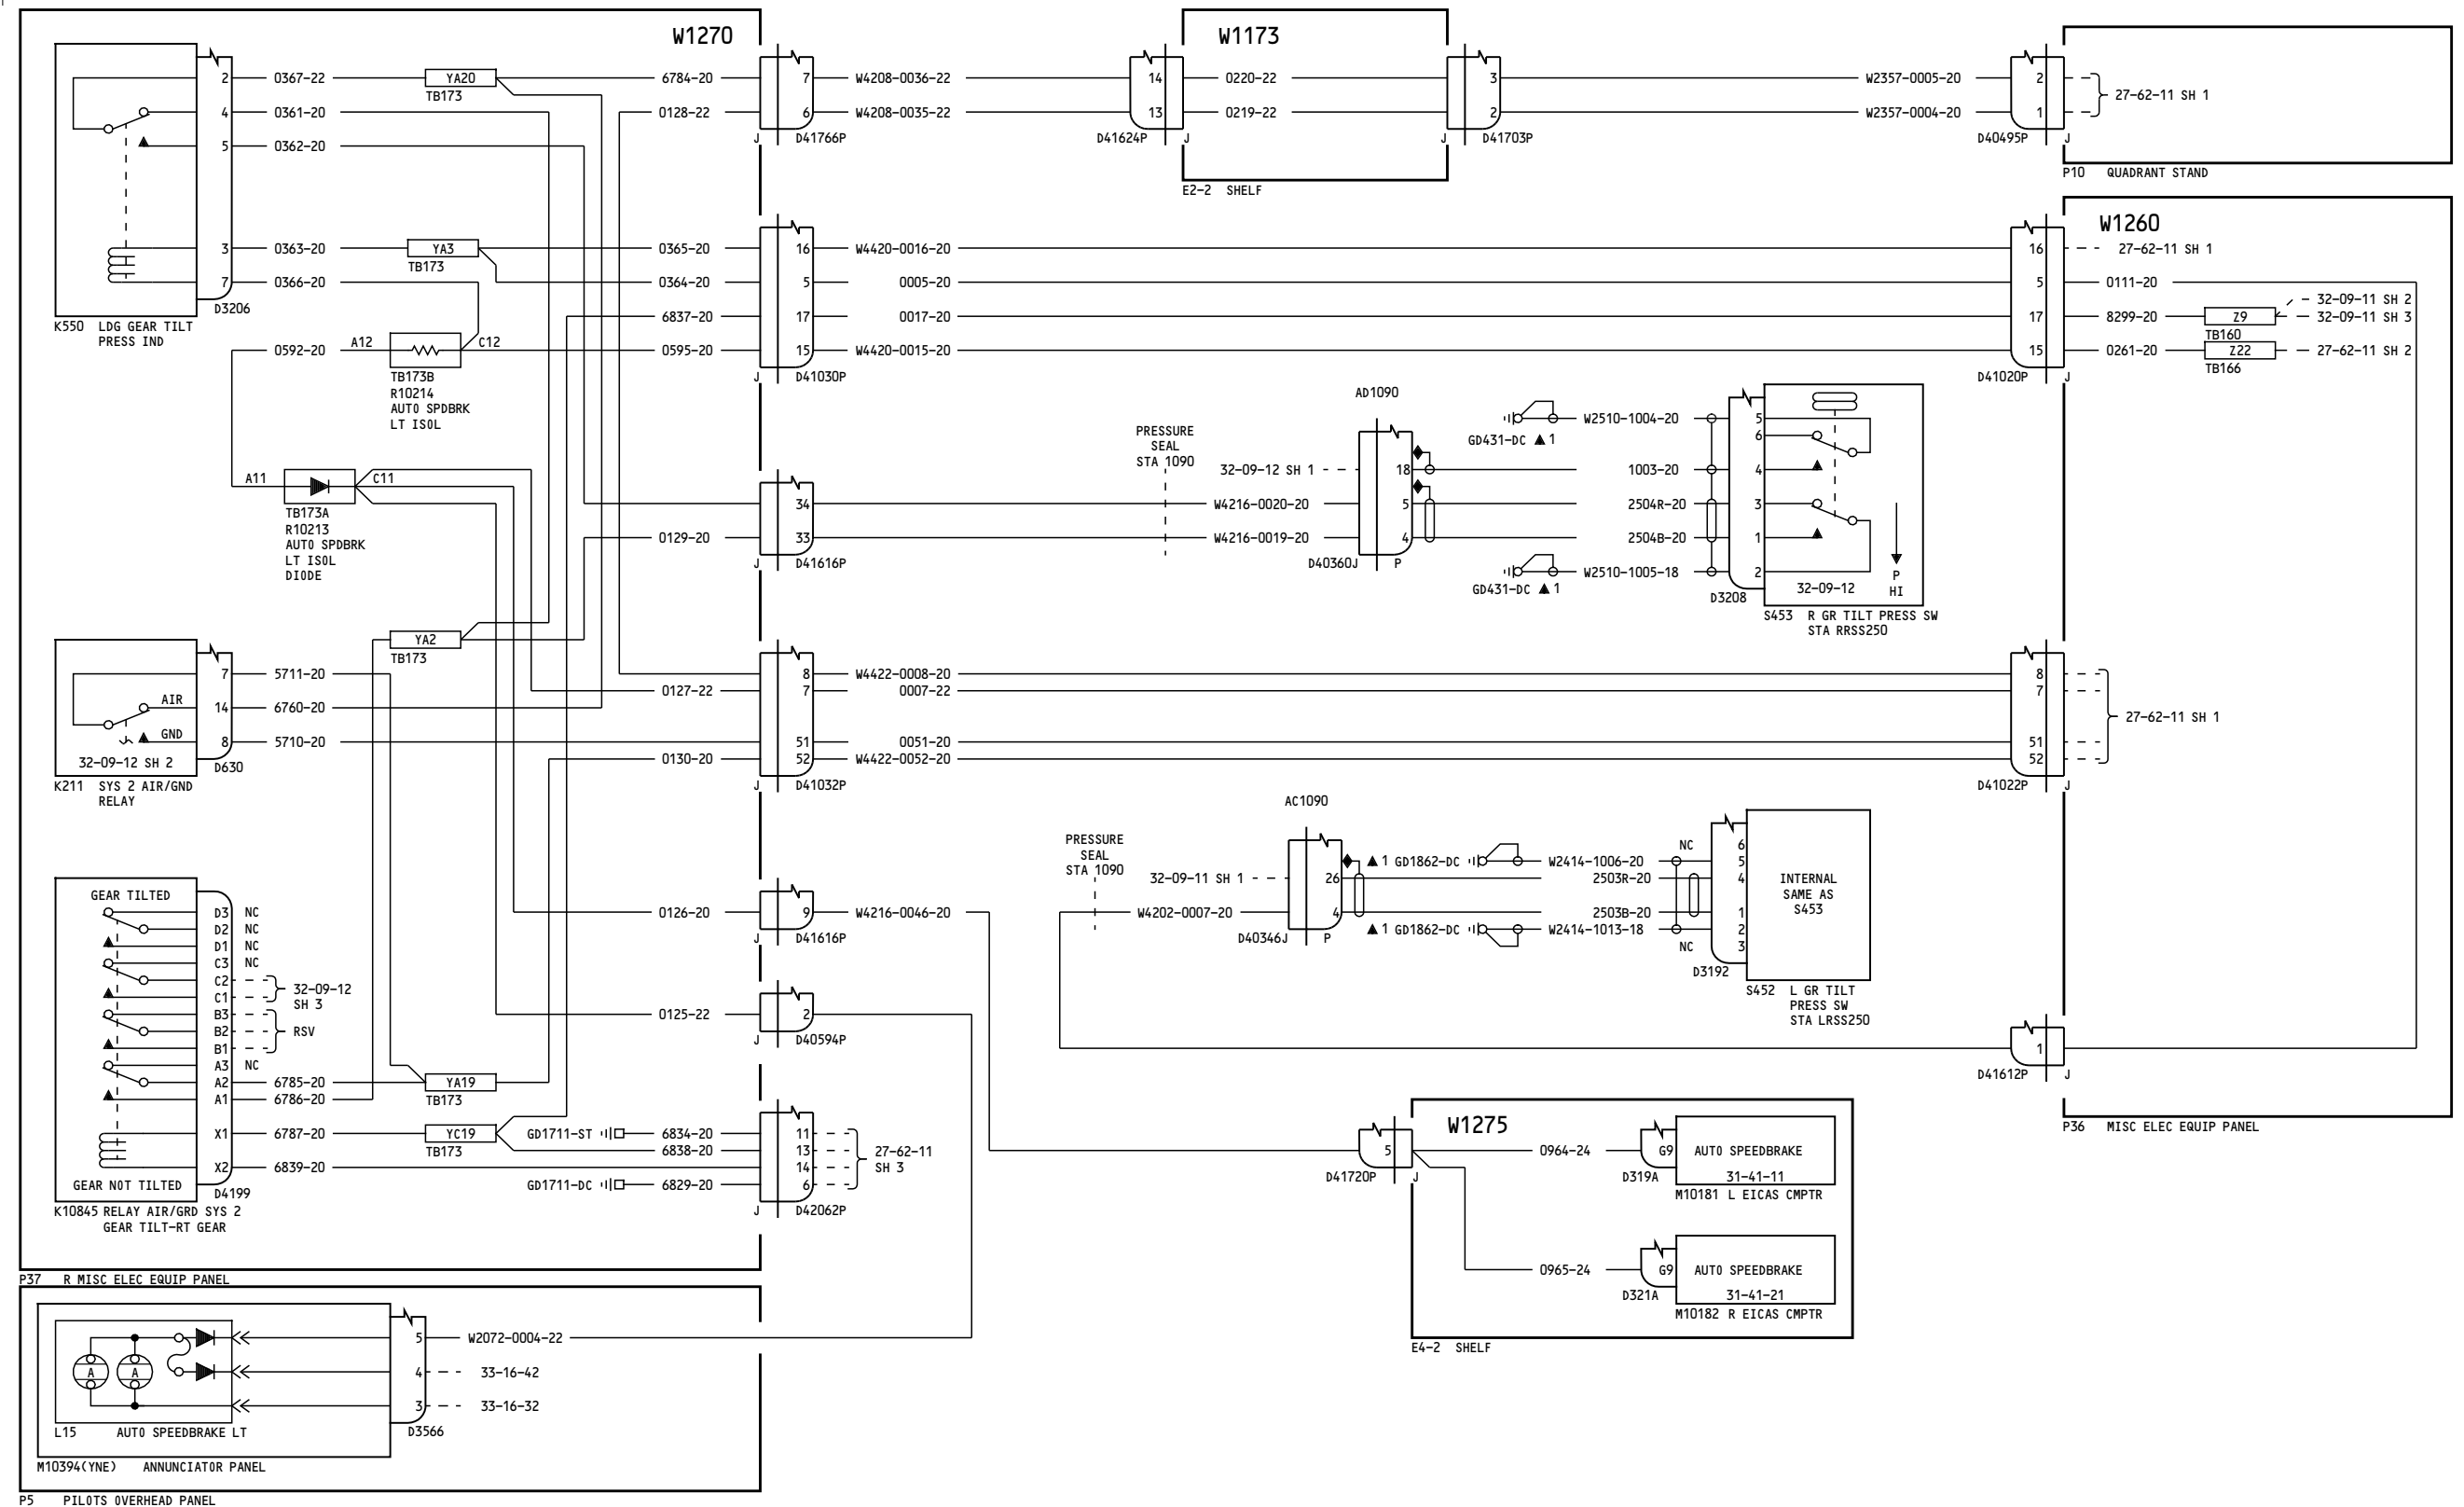 W1270
2 0367-22 YA20 6784-20 7 W4208-0036-22
TB173
4 0361-20 0128-22 6 W4208-0035-22
5 0362-20 J D41766P
3 0363-20 YA3 0365-20 16 W4420-0016-20
TB173
7 0366-20 0364-20 5 0005-20
D3206
K550 LDG GEAR TILT
PRESS IND
6837-20 17 0017-20
0592-20 A12 C12 0595-20 15 W4420-0015-20
J D41030P
TB173B
R10214
AUTO SPDBRK
LT ISOL
A11 C11
TB173A
R10213
AUTO SPDBRK
LT ISOL
DIODE
34
0129-20 33
J D41616P
YA2
TB173
7 5711-20 8 W4422-0008-20
0127-22 7 0007-22
AIR 14 6760-20
GND 8 5710-20 51 0051-20
0130-20 52 W4422-0052-20
32-09-12 SH 2 D630
J D41032P
K211 SYS 2 AIR/GND
RELAY
GEAR TILTED
D3 NC
D2 NC
D1 NC
C3 NC
C2
C1
32-09-12
SH 3
B3
B2 RSV
B1
A3 NC
A2 6785-20 YA19
A1 6786-20 TB173
X1 6787-20 YC19
TB173
X2 6839-20
GEAR NOT TILTED D4199
K10845 RELAY AIR/GRD SYS 2
GEAR TILT-RT GEAR
0126-20 9 W4216-0046-20
J D41616P
0125-22 2
J D40594P
GD1711-ST 6834-20 11
6838-20 13
14
GD1711-DC 6829-20 6
27-62-11
SH 3
J D42062P
P37 R MISC ELEC EQUIP PANEL
5 W2072-0004-22
A A 4 33-16-42
3 33-16-32
L15 AUTO SPEEDBRAKE LT D3566
M10394(YNE) ANNUNCIATOR PANEL
P5 PILOTS OVERHEAD PANEL
W1173
14 0220-22 3
13 0219-22 2
D41624P J J D41703P
E2-2 SHELF
W2357-0005-20 2
W2357-0004-20 1
27-62-11 SH 1
D40495P J
P10 QUADRANT STAND
W1260
16 27-62-11 SH 1
5 0111-20
32-09-11 SH 2
17 8299-20 Z9 32-09-11 SH 3
TB160
15 0261-20 Z22 27-62-11 SH 2
TB166
D41020P J
AD1090
PRESSURE
SEAL
STA 1090
GD431-DC 1 W2510-1004-20 5
6
32-09-12 SH 1 18 1003-20 4
W4216-0020-20 5 2504R-20 3
W4216-0019-20 4 2504B-20 1
D40360J P
GD431-DC 1 W2510-1005-18 2
D3208 32-09-12
P
HI
S453 R GR TILT PRESS SW
STA RRSS250
8
7
51
52
27-62-11 SH 1
D41022P J
AC1090
PRESSURE
SEAL
STA 1090
NC 6
1 GD1862-DC W2414-1006-20 5
32-09-11 SH 1 26 2503R-20 4
W4202-0007-20 4 2503B-20 1
D40346J P
1 GD1862-DC W2414-1013-18 2
NC 3
D3192
INTERNAL
SAME AS
S453
S452 L GR TILT
PRESS SW
STA LRSS250
1
D41612P J
P36 MISC ELEC EQUIP PANEL
W1275
5 0964-24 G9 AUTO SPEEDBRAKE
D41720P J D319A 31-41-11
M10181 L EICAS CMPTR
0965-24 G9 AUTO SPEEDBRAKE
D321A 31-41-21
M10182 R EICAS CMPTR
E4-2 SHELF